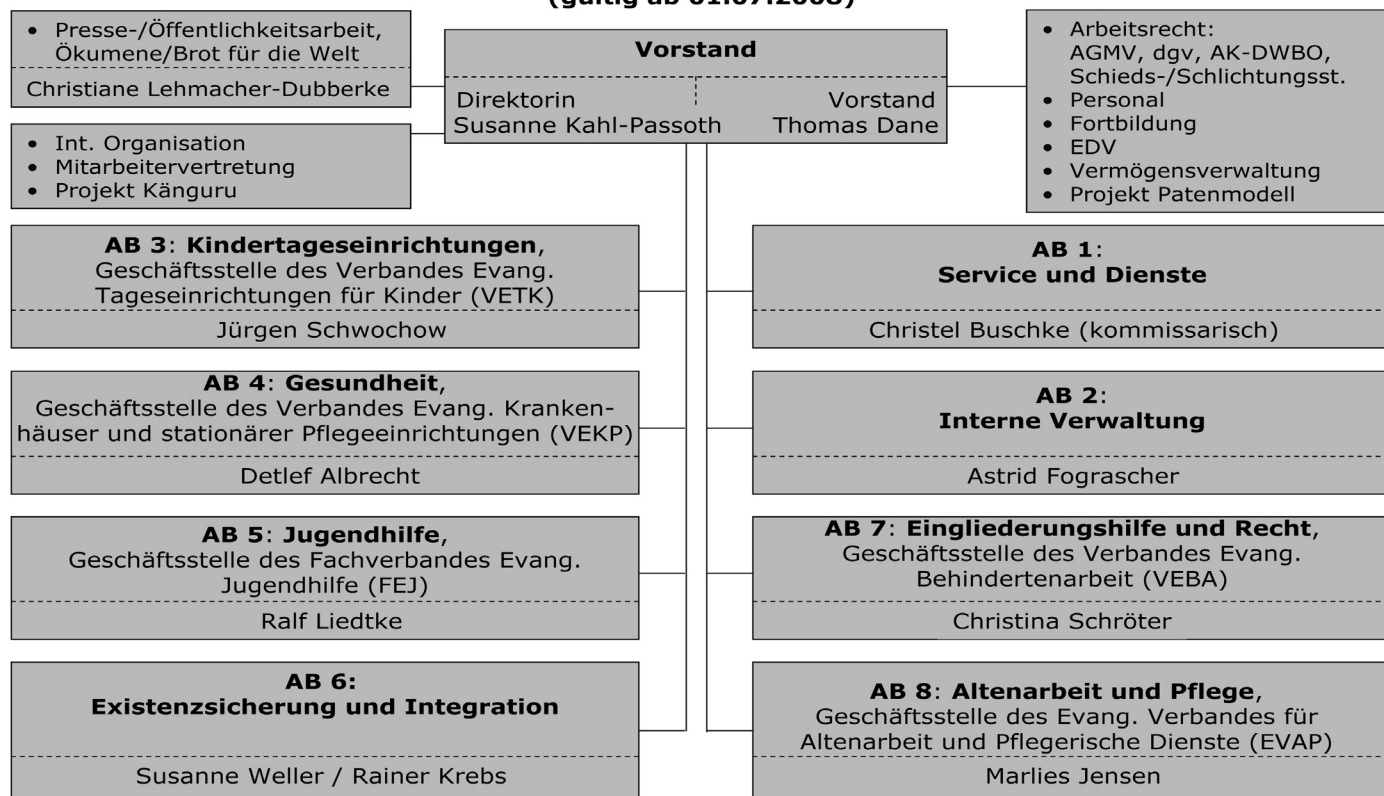 (gültig ab 01.07.2008)
• Presse-/Öffentlichkeitsarbeit,
Ökumene/Brot für die Welt
Christiane Lehmacher-Dubberke
• Int. Organisation
• Mitarbeitervertretung
• Projekt Känguru
Vorstand
Direktorin
Susanne Kahl-Passoth
Vorstand
Thomas Dane
• Arbeitsrecht:
AGMV, dgv, AK-DWBO,
Schieds-/Schlichtungsst.
• Personal
• Fortbildung
• EDV
• Vermögensverwaltung
• Projekt Patenmodell
AB 3: Kindertageseinrichtungen,
Geschäftsstelle des Verbandes Evang.
Tageseinrichtungen für Kinder (VETK)
Jürgen Schwochow
AB 1:
Service und Dienste
Christel Buschke (kommissarisch)
AB 4: Gesundheit,
Geschäftsstelle des Verbandes Evang. Kranken-
häuser und stationärer Pflegeeinrichtungen (VEKP)
Detlef Albrecht
AB 2:
Interne Verwaltung
Astrid Fograscher
AB 5: Jugendhilfe,
Geschäftsstelle des Fachverbandes Evang.
Jugendhilfe (FEJ)
Ralf Liedtke
AB 7: Eingliederungshilfe und Recht,
Geschäftsstelle des Verbandes Evang.
Behindertenarbeit (VEBA)
Christina Schröter
AB 6:
Existenzsicherung und Integration
Susanne Weller / Rainer Krebs
AB 8: Altenarbeit und Pflege,
Geschäftsstelle des Evang. Verbandes für
Altenarbeit und Pflegerische Dienste (EVAP)
Marlies Jensen